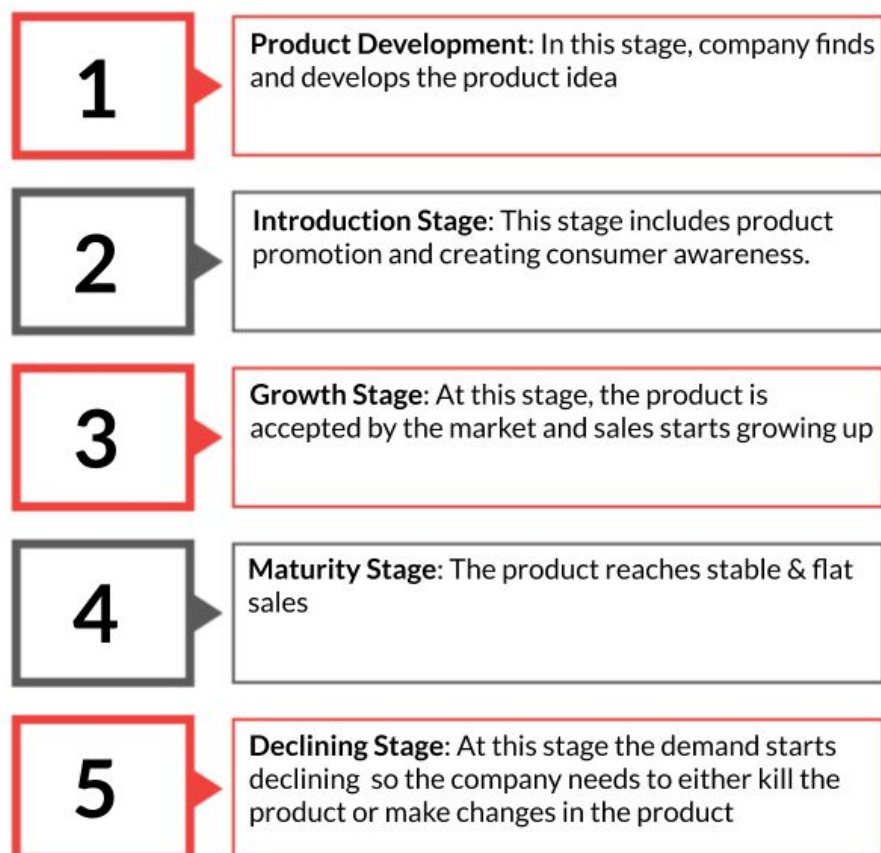 1
Product Development: In this stage, company finds
and develops the product idea
2
Introduction Stage: This stage includes product
promotion and creating consumer awareness.
3
Growth Stage: At this stage, the product is
accepted by the market and sales starts growing up
4
Maturity Stage: The product reaches stable & flat
sales
5
Declining Stage: At this stage the demand starts
declining so the company needs to either kill the
product or make changes in the product